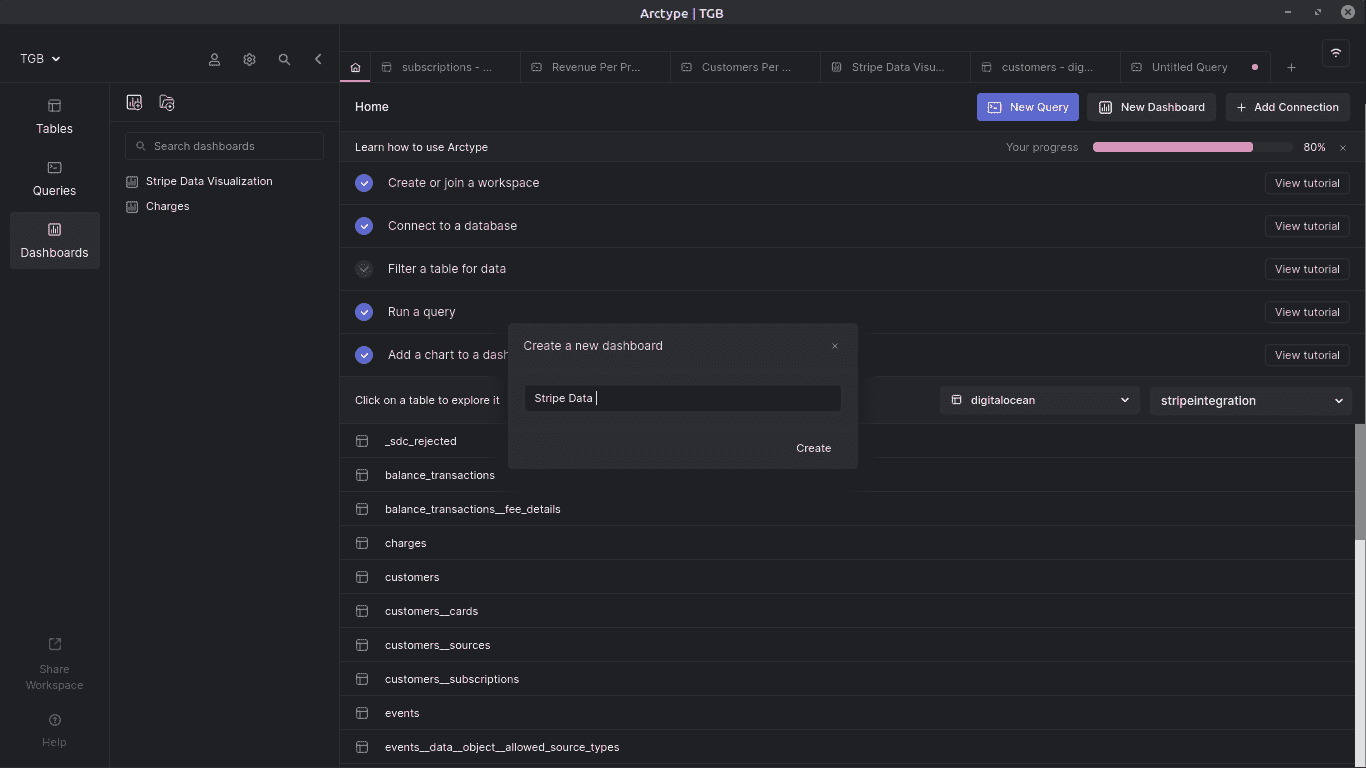 Arctype | TGB
TGB
subscriptions - ...
Revenue Per Pr...
Customers Per ...
Stripe Data Visu...
customers - dig...
Untitled Query
Tables
Queries
Dashboards
Share
Workspace
Help
Search dashboards
Stripe Data Visualization
Charges
Home
New Query
New Dashboard
Add Connection
Learn how to use Arctype
Your progress
80%
Create or join a workspace
View tutorial
Connect to a database
View tutorial
Filter a table for data
View tutorial
Run a query
View tutorial
Add a chart to a dash
View tutorial
Create a new dashboard
Stripe Data
Create
Click on a table to explore it
digitalocean
stripeintegration
_sdc_rejected
balance_transactions
balance_transactions__fee_details
charges
customers
customers__cards
customers__sources
customers__subscriptions
events
events__data__object__allowed_source_types